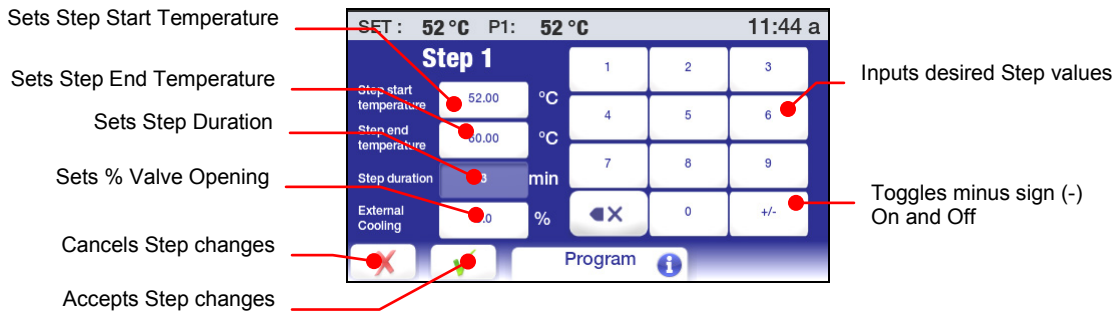 Sets Step Start Temperature
Sets Step End Temperature
Sets Step Duration
Sets % Valve Opening
Cancels Step changes
Accepts Step changes
SET : 52 °C P1: 52 °C 11:44 a
Step 1
Step start
temperature
52.00 °C
Step end
temperature
60.00 °C
Step duration
3 min
External
Cooling
%
1 2 3
4 5 6
7 8 9
0 +/-
Program
Inputs desired Step values
Toggles minus sign (-)
On and Off